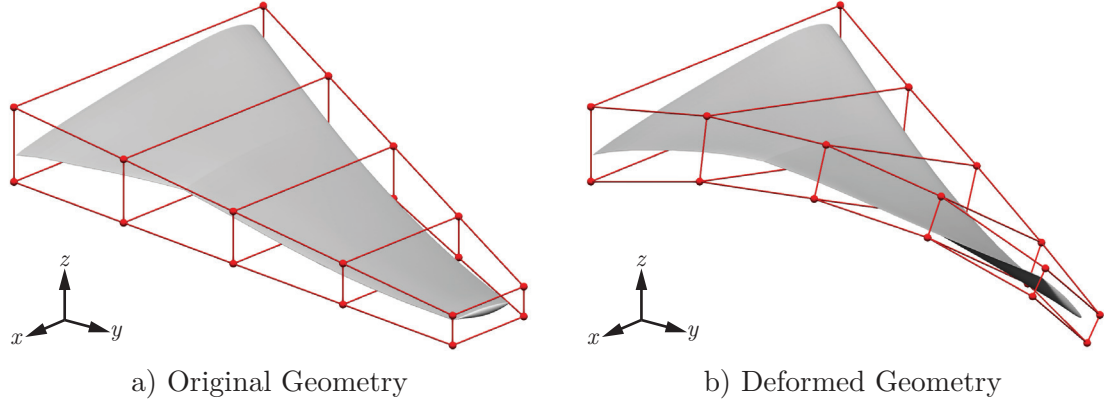 z
z
x
y
x
y
a) Original Geometry
b) Deformed Geometry